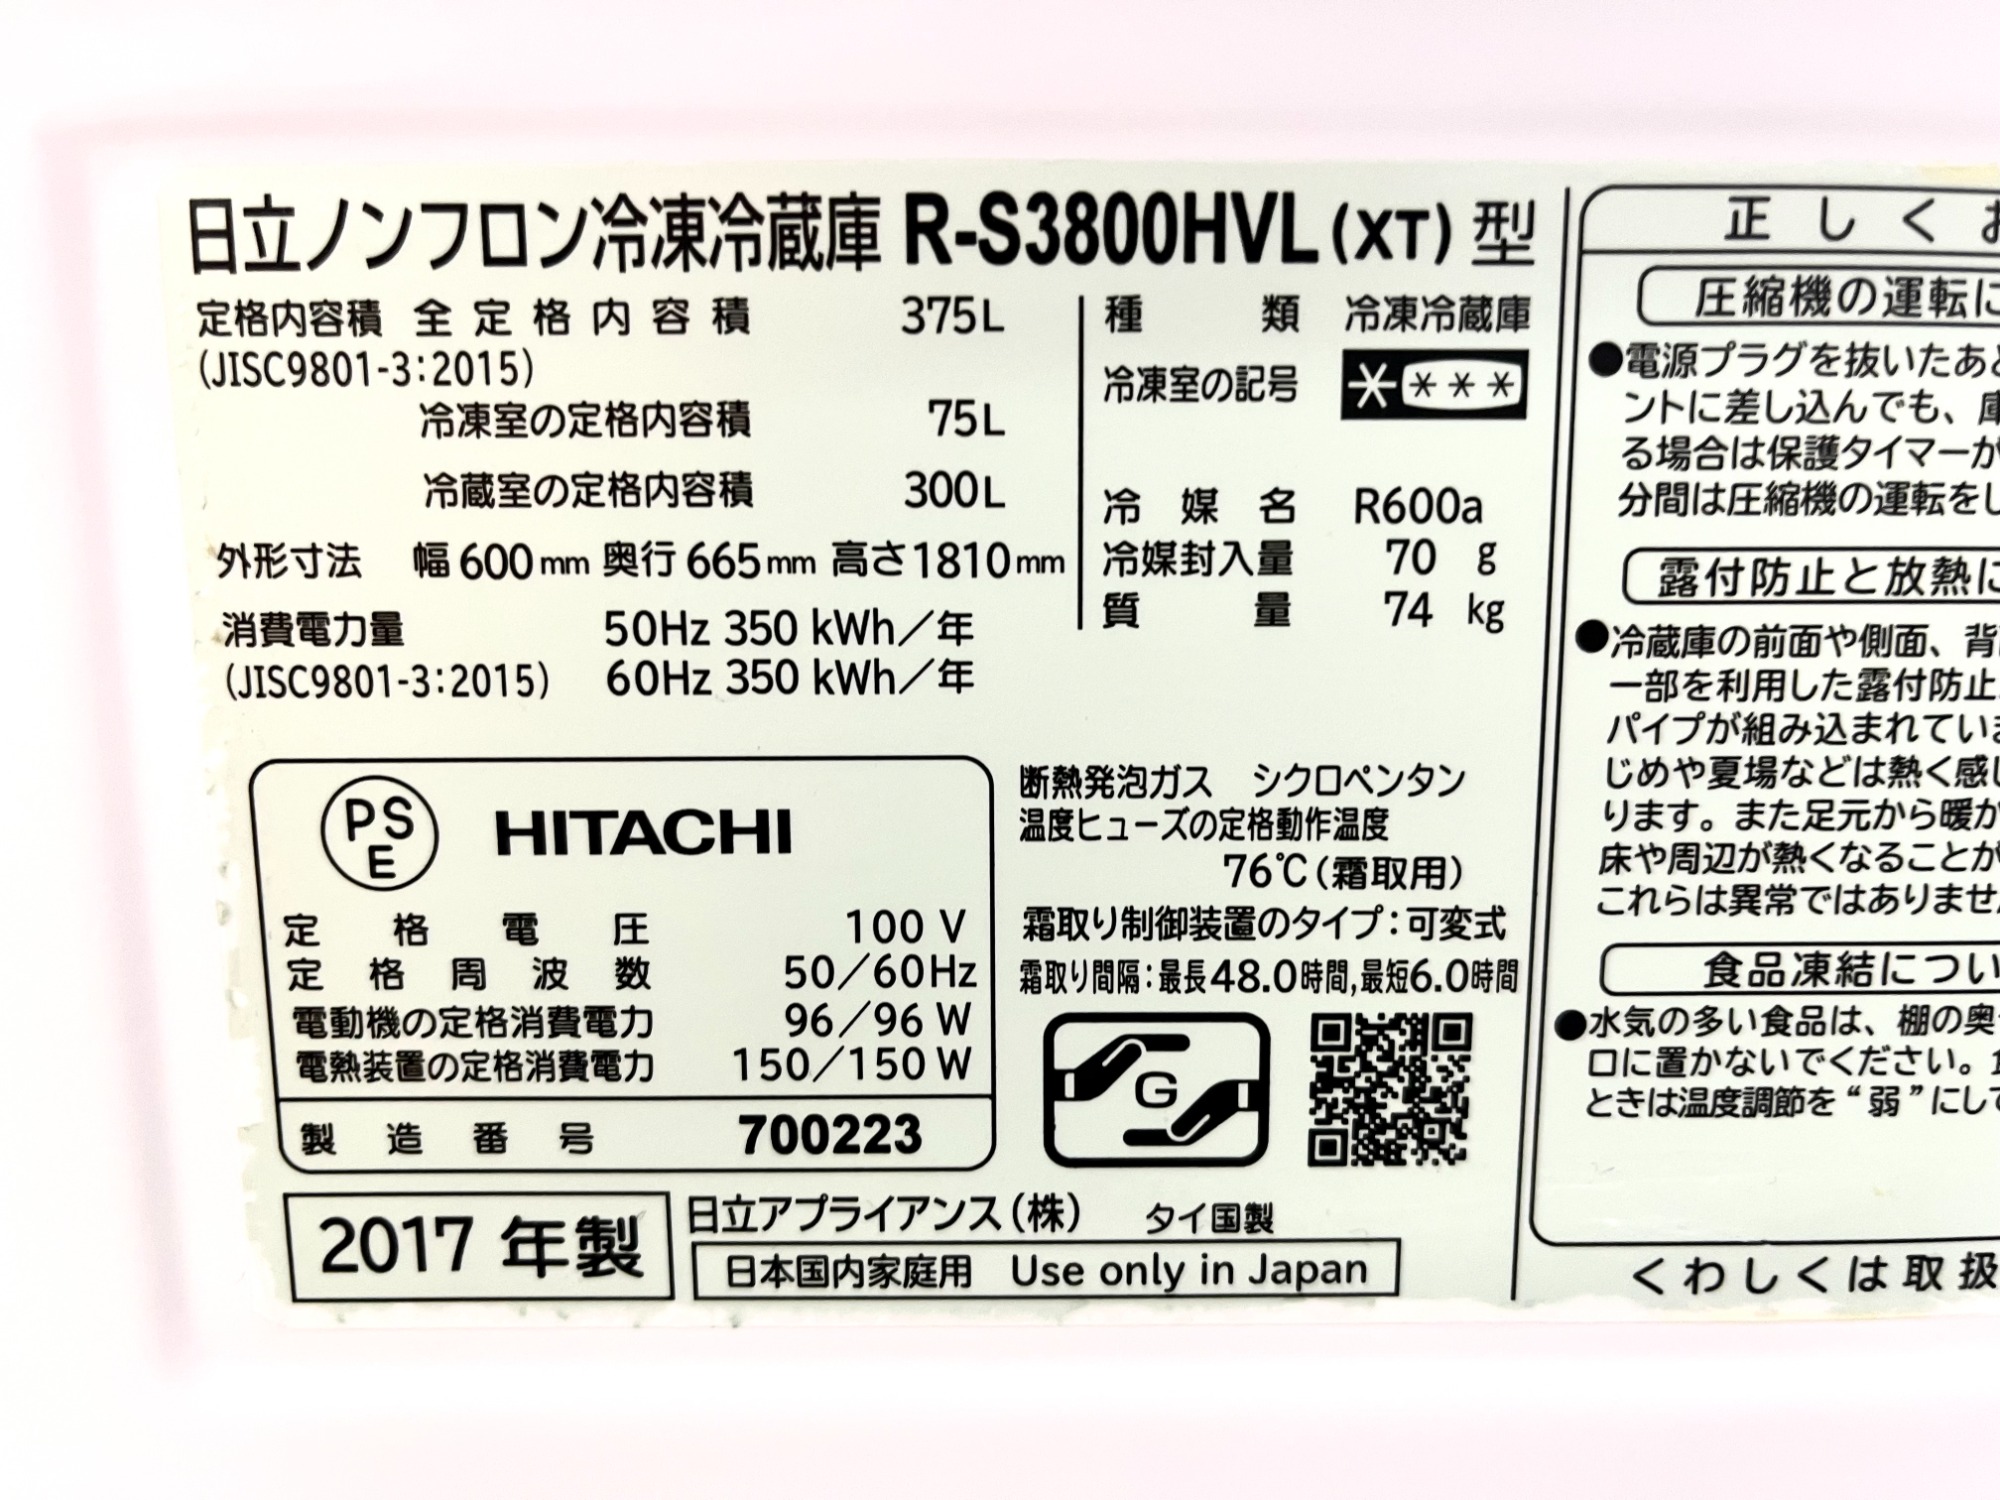 日立ノンフロン冷凍冷蔵庫 R-S3800HVL (XT) 型
定格内容積 全定格内容積 375L
(JISC9801-3:2015)
冷凍室の定格内容積 75L
冷蔵室の定格内容積 300L
外形寸法 幅600mm 奥行665mm 高さ1810mm
消費電力量 50Hz 350 kWh/年
(JISC9801-3:2015) 60Hz 350 kWh/年
種類 冷凍冷蔵庫
冷凍室の記号
冷媒名 R600a
冷媒封入量 70 g
質量 74 kg
PSE HITACHI
定格電圧 100 V
定格周波数 50/60Hz
電動機の定格消費電力 96/96 W
電熱装置の定格消費電力 150/150 W
製造番号 700223
断熱発泡ガス シクロペンタン
温度ヒューズの定格動作温度
76℃(霜取用)
霜取り制御装置のタイプ:可変式
霜取り間隔:最長48.0時間,最短6.0時間
G
2017 年製
日立アプライアンス(株) タイ国製
日本国内家庭用 Use only in Japan
正しくお
圧縮機の運転に
●電源プラグを抜いたあと
ントに差し込んでも、庫
る場合は保護タイマーが
分間は圧縮機の運転をし
露付防止と放熱に
●冷蔵庫の前面や側面、背
一部を利用した露付防止
パイプが組み込まれていま
じめや夏場などは熱く感じ
ります。また足元から暖か
床や周辺が熱くなることが
これらは異常ではありません
食品凍結につい
●水気の多い食品は、棚の奥
口に置かないでください。食
ときは温度調節を“弱”にして
くわしくは取扱